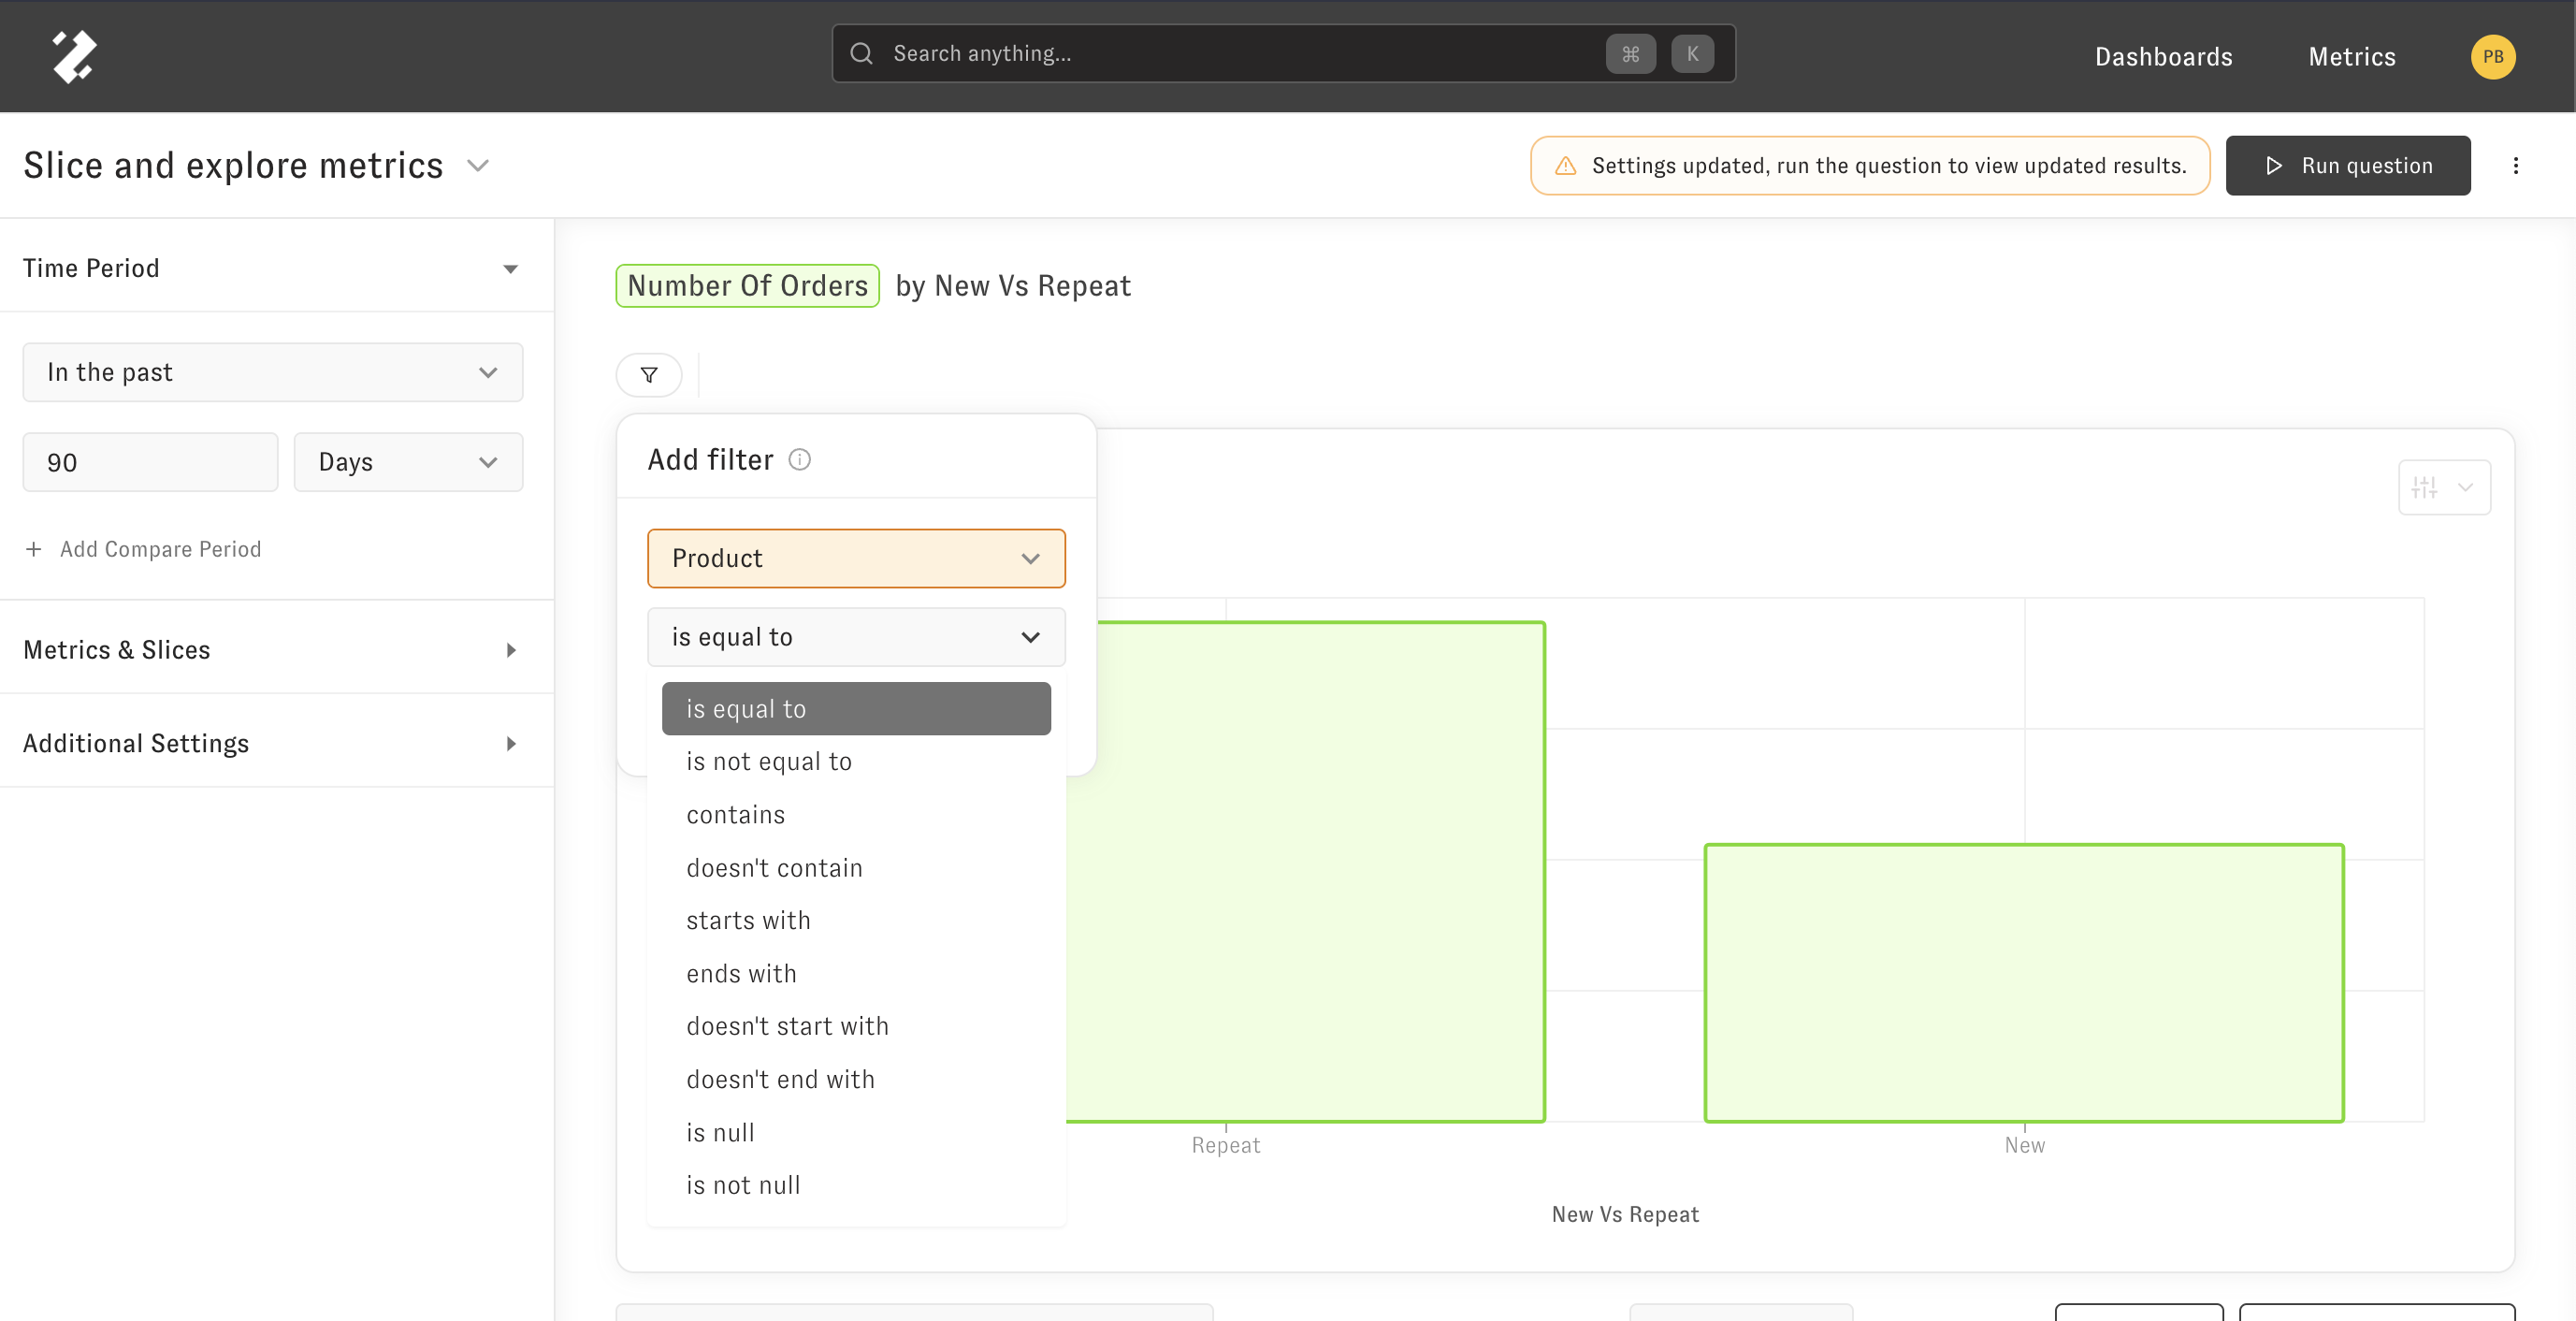 Search anything...
⌘ K
Dashboards
Metrics
PB
Slice and explore metrics
Settings updated, run the question to view updated results.
Run question
Time Period
In the past
90
Days
+ Add Compare Period
Metrics & Slices
Additional Settings
Number Of Orders by New Vs Repeat
Add filter
Product
is equal to
is equal to
is not equal to
contains
doesn't contain
starts with
ends with
doesn't start with
doesn't end with
is null
is not null
Repeat
New
New Vs Repeat